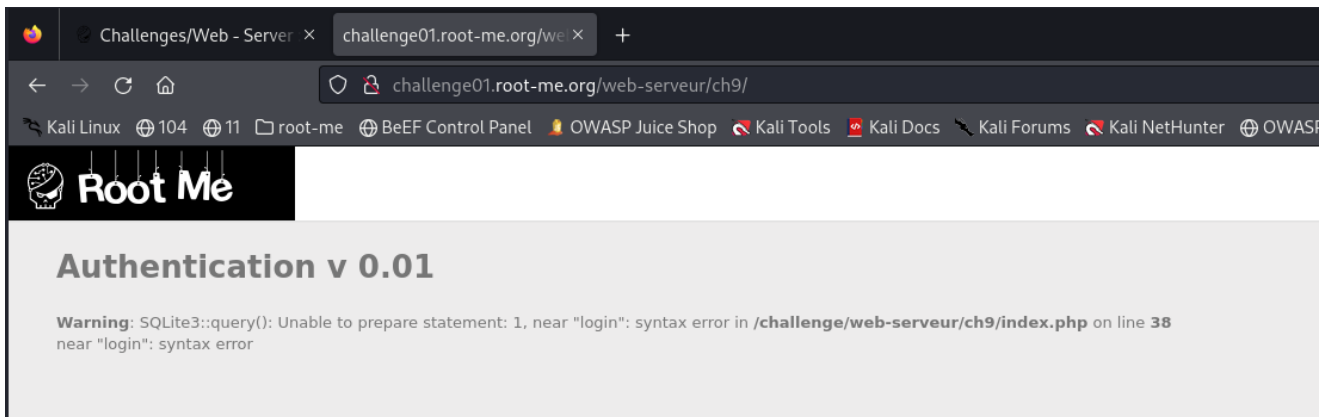 Challenges/Web - Server
challenge01.root-me.org/we
challenge01.root-me.org/web-serveur/ch9/
Kali Linux 104 11 root-me BeEF Control Panel OWASP Juice Shop Kali Tools Kali Docs Kali Forums Kali NetHunter OWASP
Root Me
Authentication v 0.01
Warning: SQLite3::query(): Unable to prepare statement: 1, near "login": syntax error in /challenge/web-serveur/ch9/index.php on line 38
near "login": syntax error